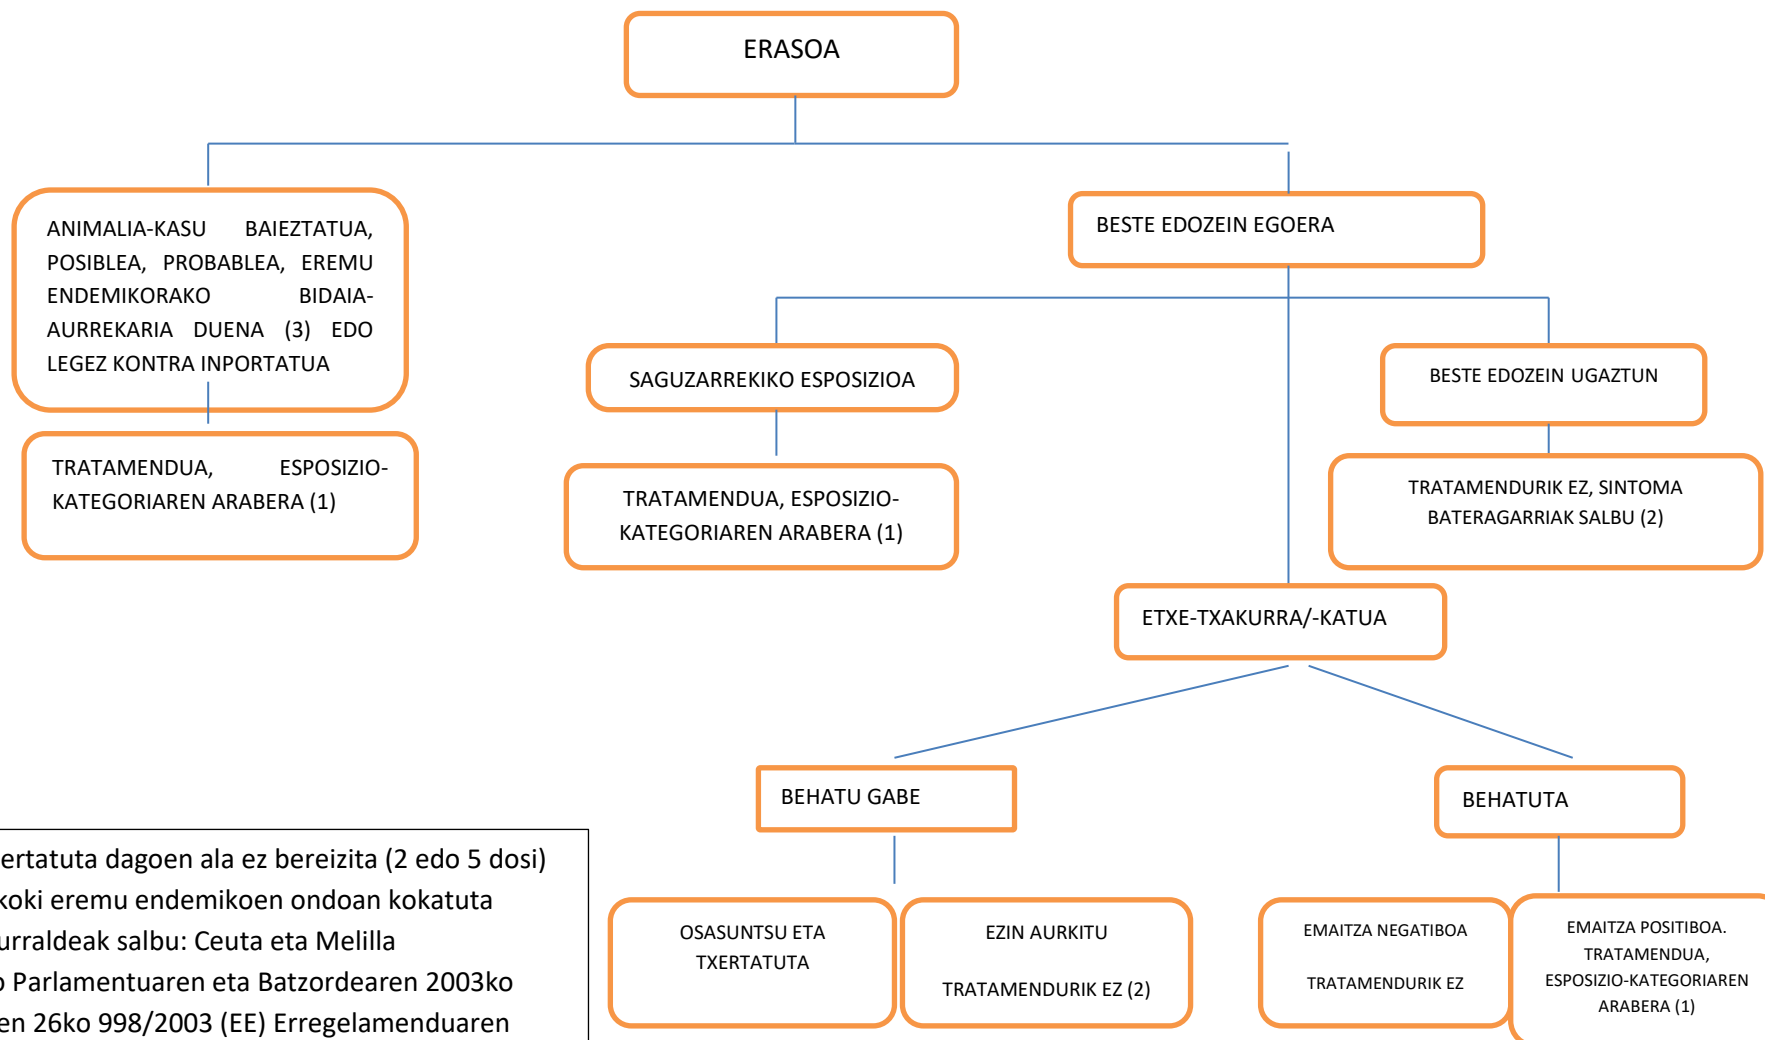 ERASOA
ANIMALIA-KASU BAIEZTATUA,
POSIBLEA, PROBABLEA, EREMU
ENDEMIKORAKO BIDAIA-
AURREKARIA DUENA (3) EDO
LEGEZ KONTRA INPORTATUA
BESTE EDOZEIN EGOERA
SAGUZARREKIKO ESPOSIZIOA
BESTE EDOZEIN UGAZTUN
TRATAMENDUA, ESPOSIZIO-
KATEGORIAREN ARABERA (1)
TRATAMENDUA, ESPOSIZIO-
KATEGORIAREN ARABERA (1)
TRATAMENDURIK EZ, SINTOMA
BATERAGARRIAK SALBU (2)
ETXE-TXAKURRA/-KATUA
BEHATU GABE
BEHATUTA
OSASUNTSU ETA
TXERTATUTA
EZIN AURKITU
TRATAMENDURIK EZ (2)
EMAITZA NEGATIBOA
TRATAMENDURIK EZ
EMAITZA POSITIBOA.
TRATAMENDUA,
ESPOSIZIO-KATEGORIAREN
ARABERA (1)
ertatuta dagoen ala ez bereizita (2 edo 5 dosi)
koki eremu endemikoen ondoan kokatuta
urraldeak salbu: Ceuta eta Melilla
Parlamentuaren eta Batzordearen 2003ko
en 26ko 998/2003 (EE) Erregelamenduaren